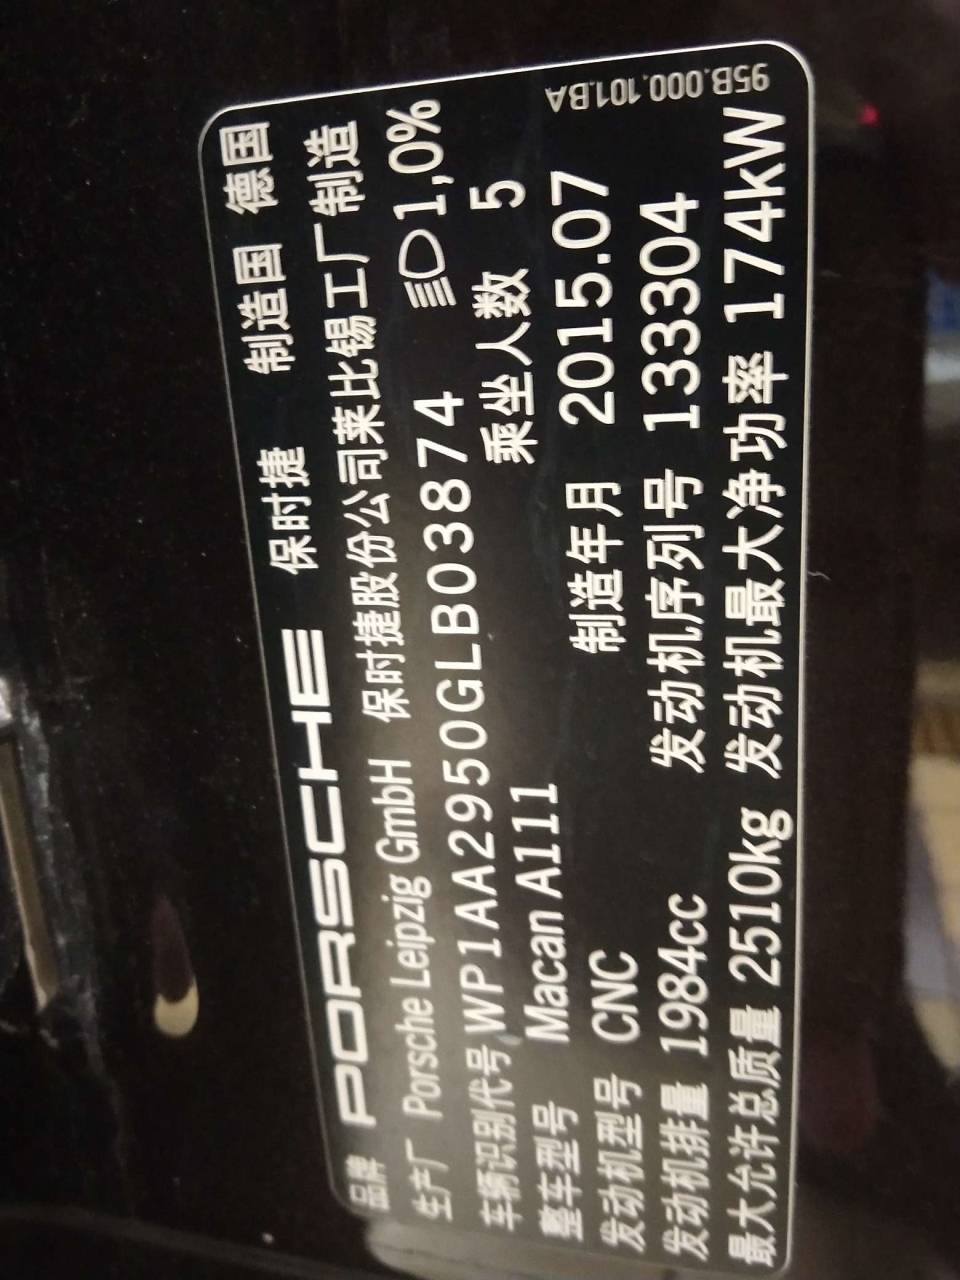 品牌 PORSCHE 保时捷 制造国 德国
生产厂 Porsche Leipzig GmbH 保时捷股份公司莱比锡工厂制造
车辆识别代号 WP1AA2950GLB03874 1,0%
整车型号 Macan A111 乘坐人数 5
发动机型号 CNC 制造年月 2015.07
发动机排量 1984cc 发动机序列号 133304
最大允许总质量 2510kg 发动机最大净功率 174kW
95B.000.101.BA